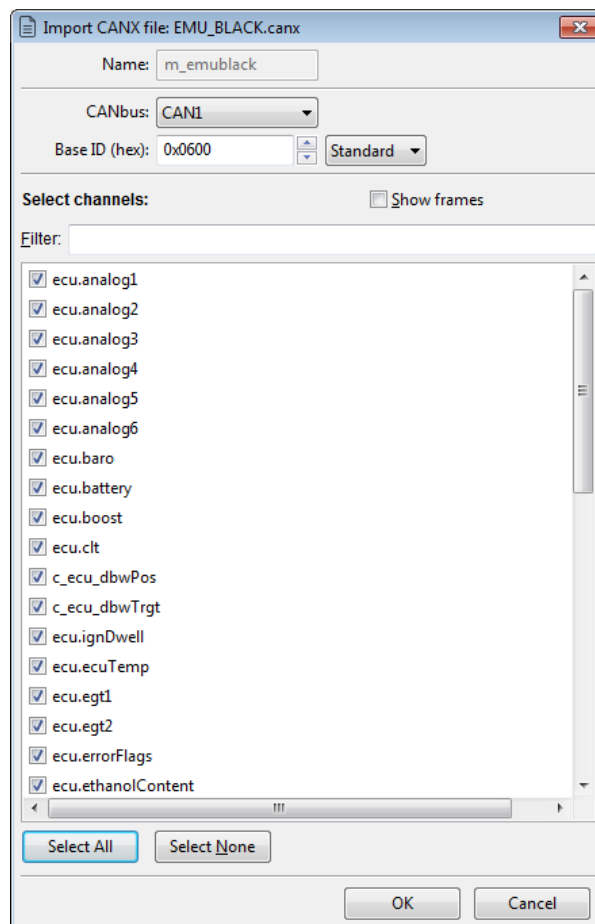 Import CANX file: EMU_BLACK.canx
Name: m_emublack
CANbus: CAN1
Base ID (hex): 0x0600 Standard
Select channels: Show frames
Filter:
ecu.analog1
ecu.analog2
ecu.analog3
ecu.analog4
ecu.analog5
ecu.analog6
ecu.baro
ecu.battery
ecu.boost
ecu.clt
c_ecu_dbwPos
c_ecu_dbwTrgt
ecu.ignDwell
ecu.ecuTemp
ecu.egt1
ecu.egt2
ecu.errorFlags
ecu.ethanolContent
Select All Select None
OK Cancel